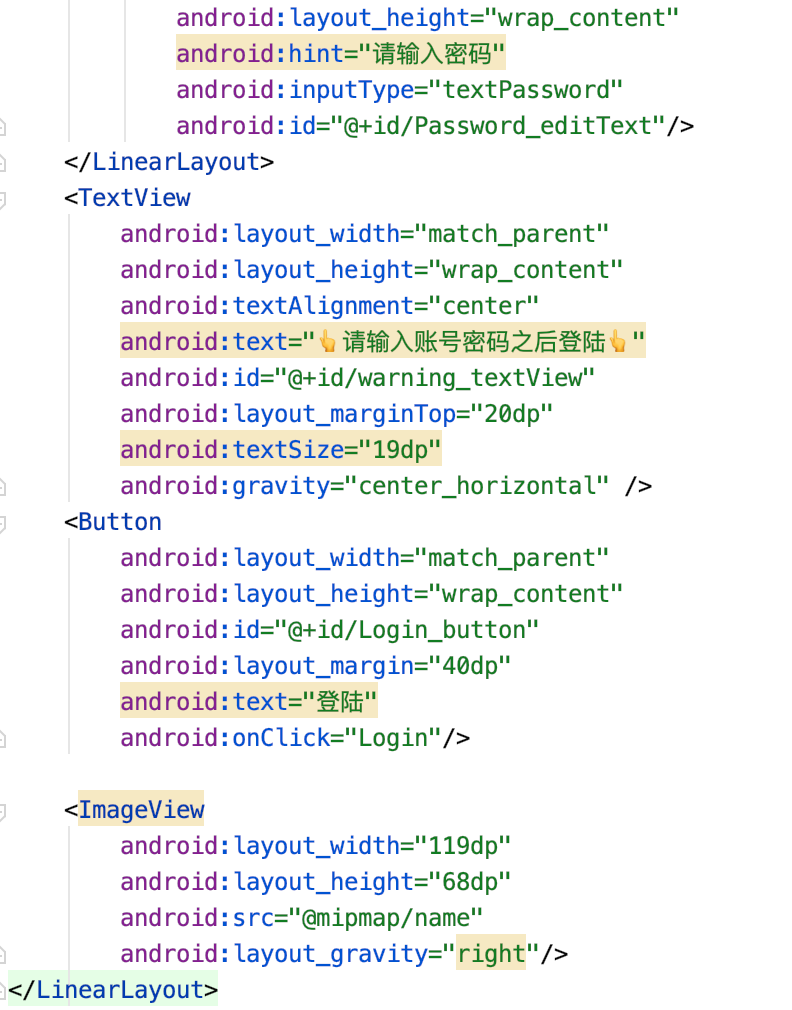 android:layout_height="wrap_content"
android:hint="请输入密码"
android:inputType="textPassword"
android:id="@+id/Password_editText"/>
</LinearLayout>
<TextView
android:layout_width="match_parent"
android:layout_height="wrap_content"
android:textAlignment="center"
android:text="👆请输入账号密码之后登陆👆"
android:id="@+id/warning_textView"
android:layout_marginTop="20dp"
android:textSize="19dp"
android:gravity="center_horizontal" />
<Button
android:layout_width="match_parent"
android:layout_height="wrap_content"
android:id="@+id/Login_button"
android:layout_margin="40dp"
android:text="登陆"
android:onClick="Login"/>
<ImageView
android:layout_width="119dp"
android:layout_height="68dp"
android:src="@mipmap/name"
android:layout_gravity="right"/>
</LinearLayout>